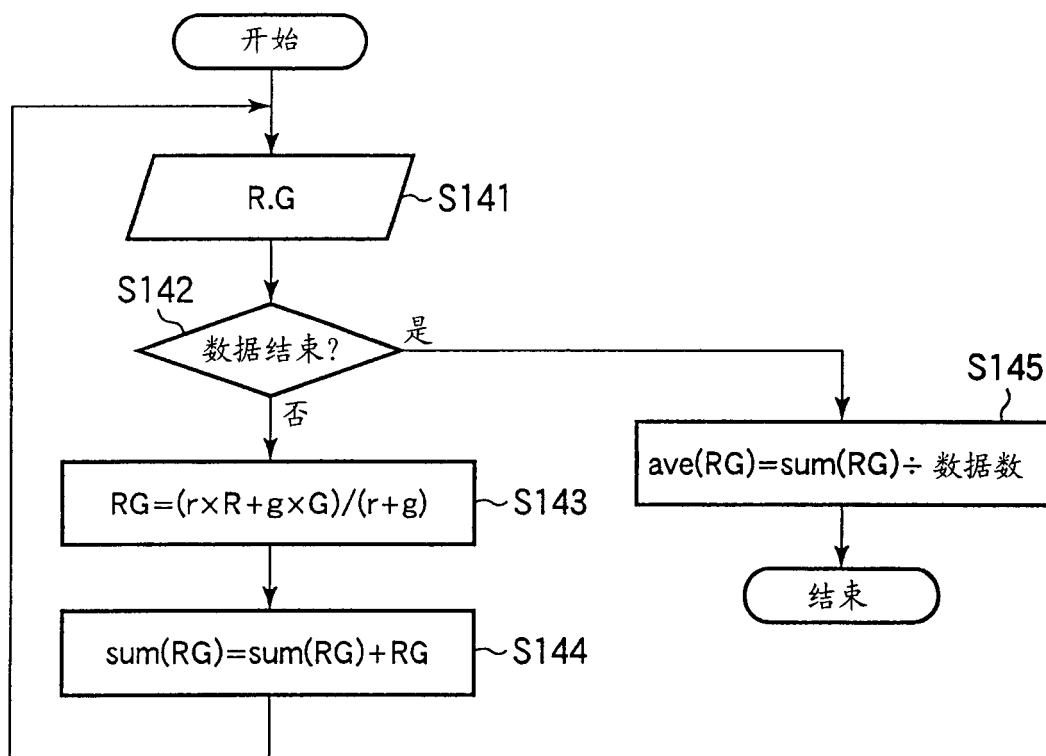 开始
R.G
S141
S142
数据结束?
是
否
RG=(r×R+g×G)/(r+g)
S143
sum(RG)=sum(RG)+RG
S144
S145
ave(RG)=sum(RG)÷数据数
结束